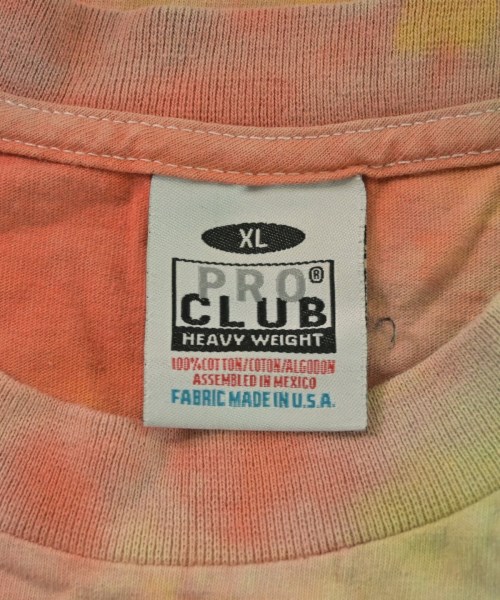 XL
PRO®
CLUB
HEAVY WEIGHT
100%COTTON/COTON/ALGODON
ASSEMBLED IN MEXICO
FABRIC MADE IN U.S.A.